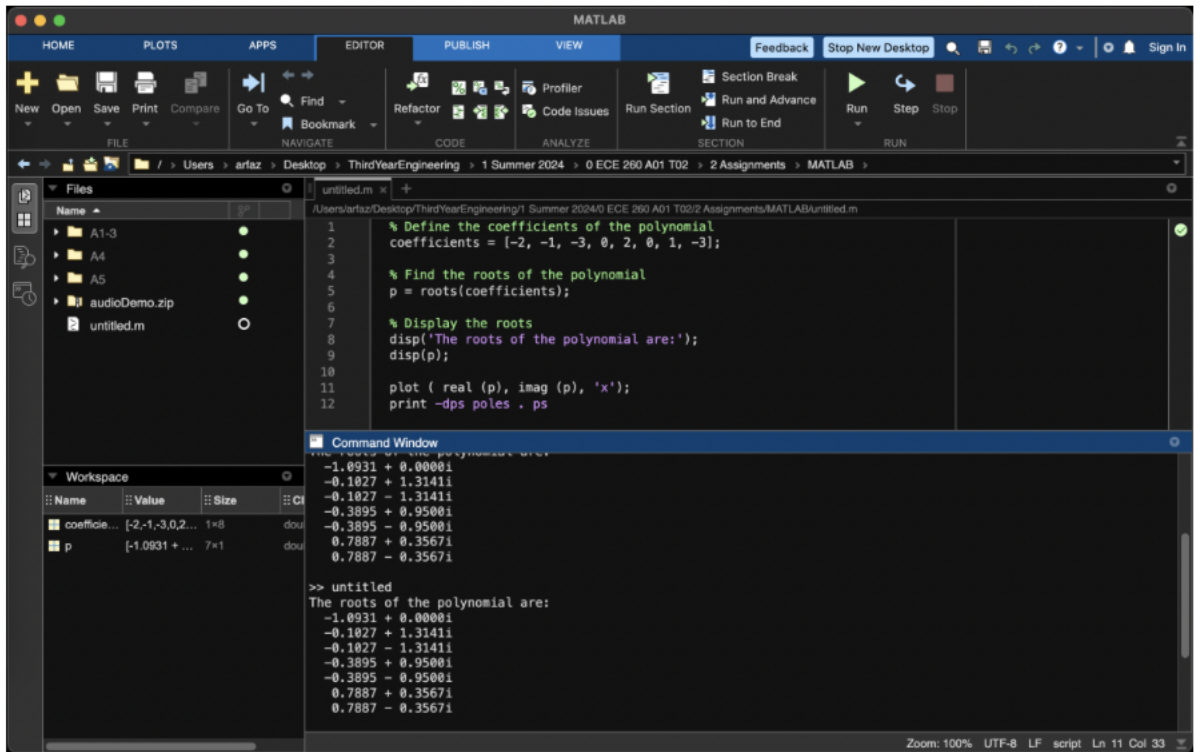 MATLAB
HOME PLOTS APPS EDITOR PUBLISH VIEW Feedback Stop New Desktop Sign In
New Open Save Print Compare Go To Find Bookmark Refactor Profiler Code Issues Run Section Section Break Run and Advance Run to End Run Step Stop
FILE NAVIGATE CODE ANALYZE SECTION RUN
/ › Users › arfaz › Desktop › ThirdYearEngineering › 1 Summer 2024 › 0 ECE 260 A01 T02 › 2 Assignments › MATLAB ›
Files
Name
A1-3
A4
A5
audioDemo.zip
untitled.m
Workspace
Name Value Size Cl
coefficie... [-2,-1,-3,0,2... 1×8 dou
p [-1.0931 + ... 7×1 dou
untitled.m × +
/Users/arfaz/Desktop/ThirdYearEngineering/1 Summer 2024/0 ECE 260 A01 T02/2 Assignments/MATLAB/untitled.m
1 % Define the coefficients of the polynomial
2 coefficients = [-2, -1, -3, 0, 2, 0, 1, -3];
3
4 % Find the roots of the polynomial
5 p = roots(coefficients);
6
7 % Display the roots
8 disp('The roots of the polynomial are:');
9 disp(p);
10
11 plot ( real (p), imag (p), 'x');
12 print -dps poles . ps
Command Window
The roots of the polynomial are:
-1.0931 + 0.0000i
-0.1027 + 1.3141i
-0.1027 - 1.3141i
-0.3895 + 0.9500i
-0.3895 - 0.9500i
0.7887 + 0.3567i
0.7887 - 0.3567i
>> untitled
The roots of the polynomial are:
-1.0931 + 0.0000i
-0.1027 + 1.3141i
-0.1027 - 1.3141i
-0.3895 + 0.9500i
-0.3895 - 0.9500i
0.7887 + 0.3567i
0.7887 - 0.3567i
Zoom: 100% UTF-8 LF script Ln 11 Col 33